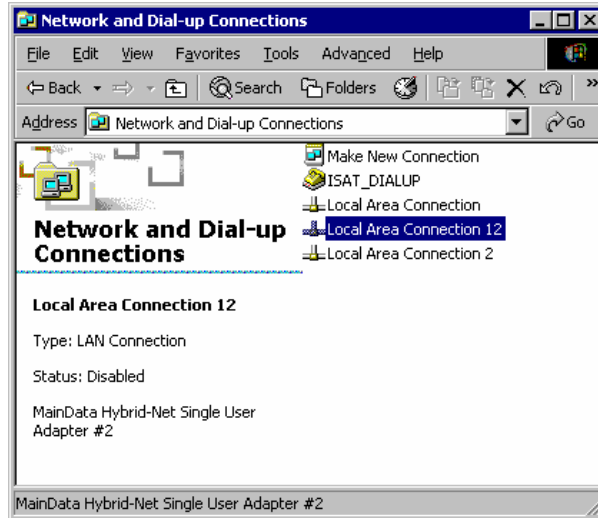 Network and Dial-up Connections
File Edit View Favorites Tools Advanced Help
Back Search Folders »
Address Network and Dial-up Connections Go
Make New Connection
ISAT_DIALUP
Local Area Connection
Local Area Connection 12
Local Area Connection 2
Network and Dial-up
Connections
Local Area Connection 12
Type: LAN Connection
Status: Disabled
MainData Hybrid-Net Single User
Adapter #2
MainData Hybrid-Net Single User Adapter #2